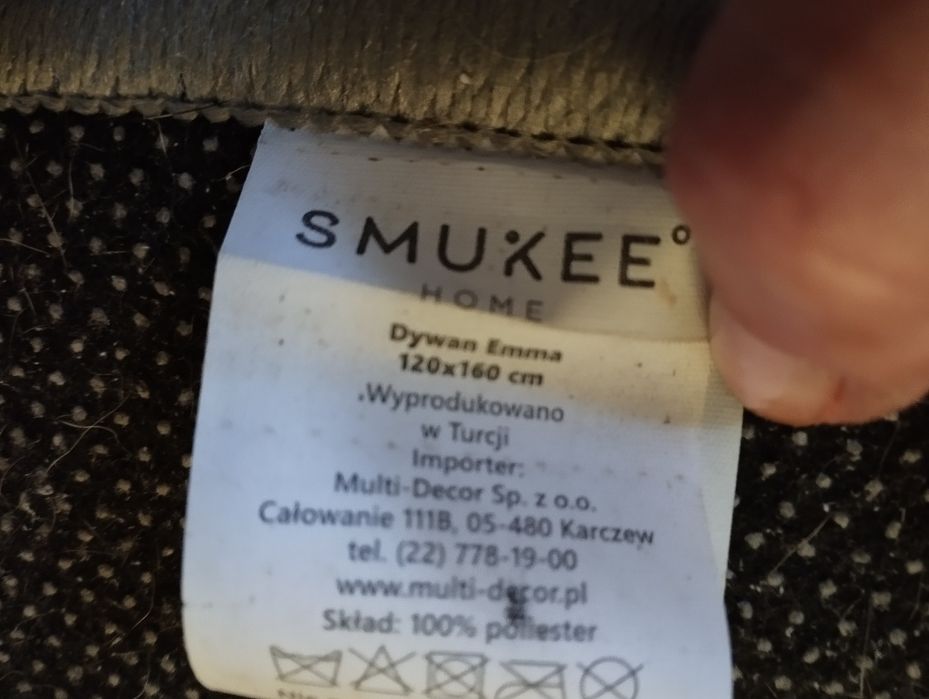 SMUKEE°
HOME
Dywan Emma
120x160 cm
Wyprodukowano
w Turcji
Importer:
Multi-Decor Sp. z o.o.
Całowanie 111B, 05-480 Karczew
tel. (22) 778-19-00
www.multi-decor.pl
Skład: 100% poliester